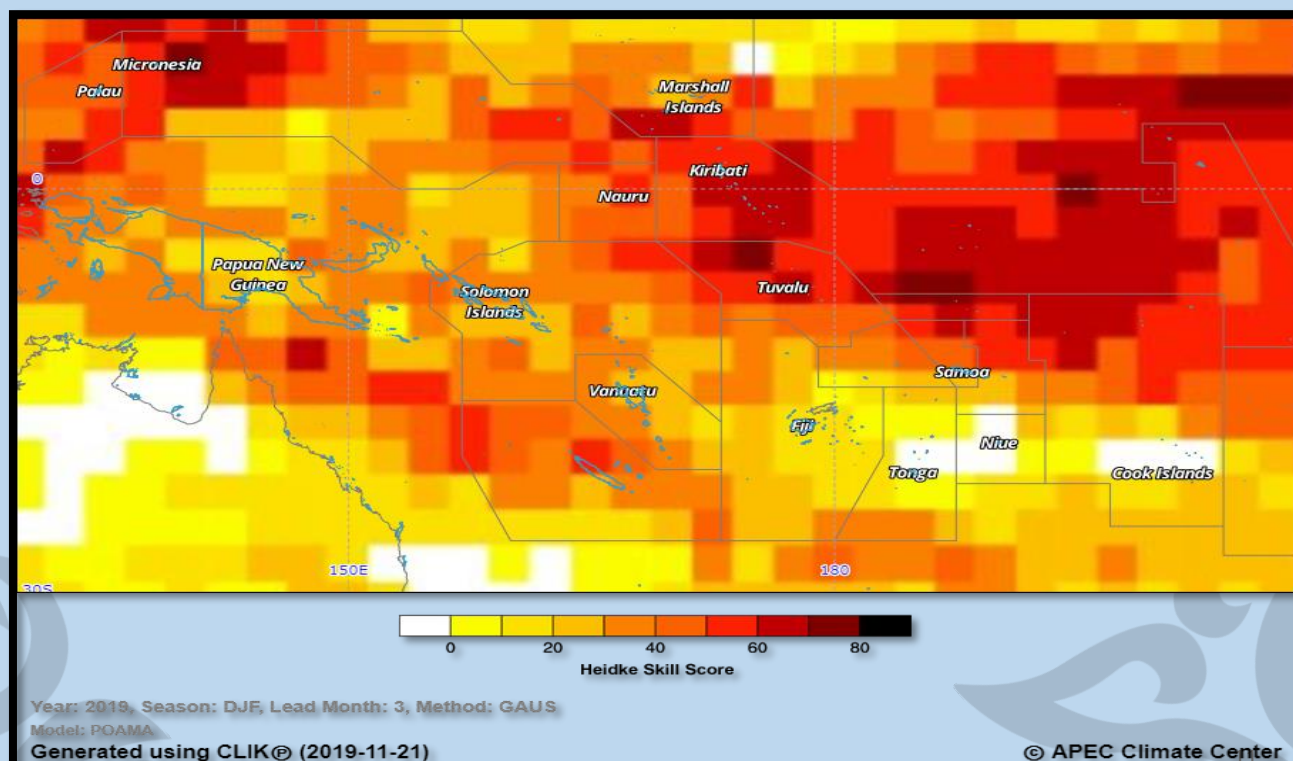 Micronesia
Palau
Marshall
Islands
0
Kiribati
Nauru
Papua New
Guinea
Solomon
Islands
Tuvalu
Samoa
Vanuatu
Fiji
Niue
Tonga
Cook Islands
150E
180
30S
0 20 40 60 80
Heidke Skill Score
Year: 2019, Season: DJF, Lead Month: 3, Method: GAUS
Model: POAMA
Generated using CLIK℗ (2019-11-21)
© APEC Climate Center